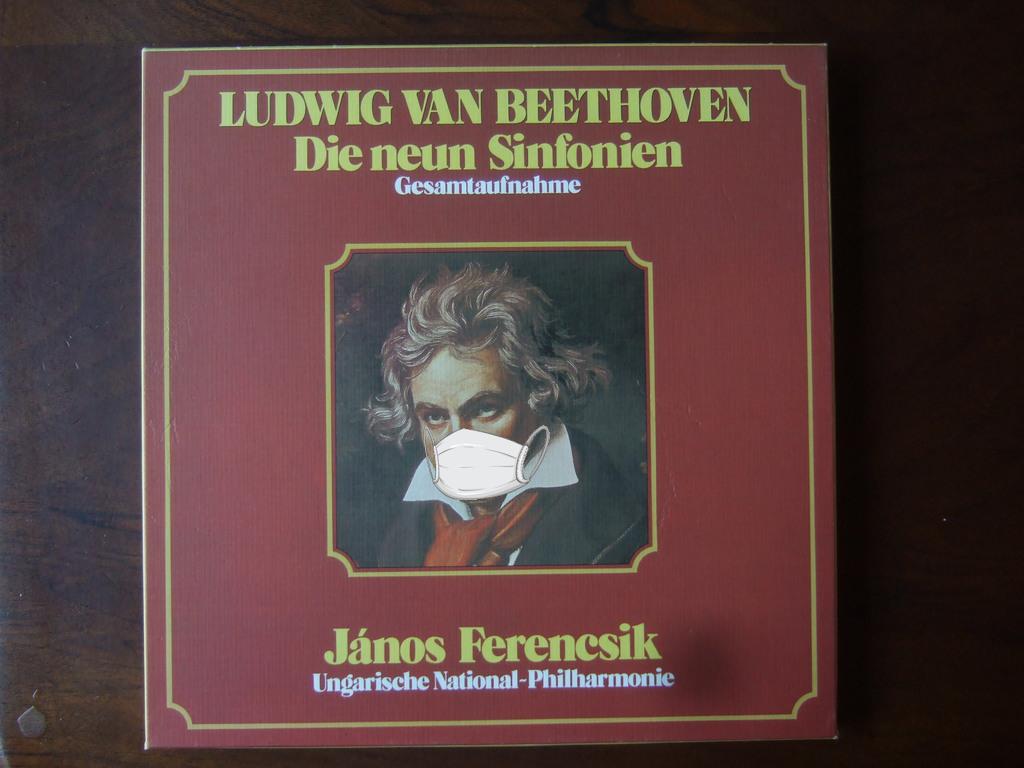 LUDWIG VAN BEETHOVEN
Die neun Sinfonien
Gesamtaufnahme
János Ferencsik
Ungarische National-Philharmonie